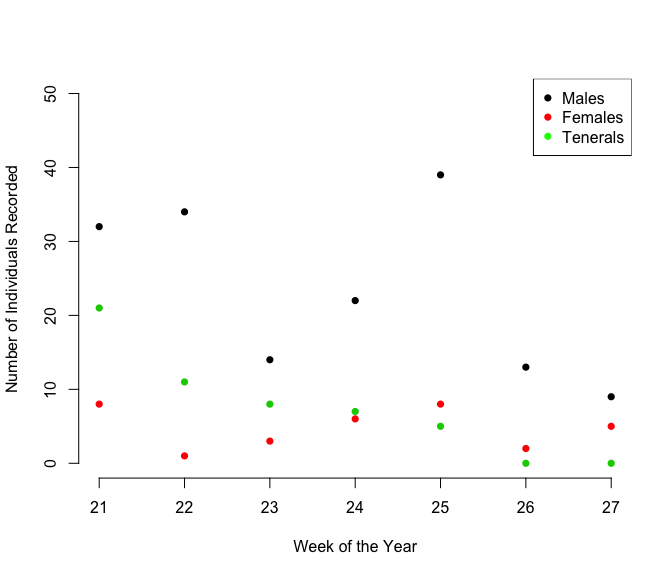 Males
Females
Tenerals
Number of Individuals Recorded
50
40
30
20
10
0
21 22 23 24 25 26 27
Week of the Year